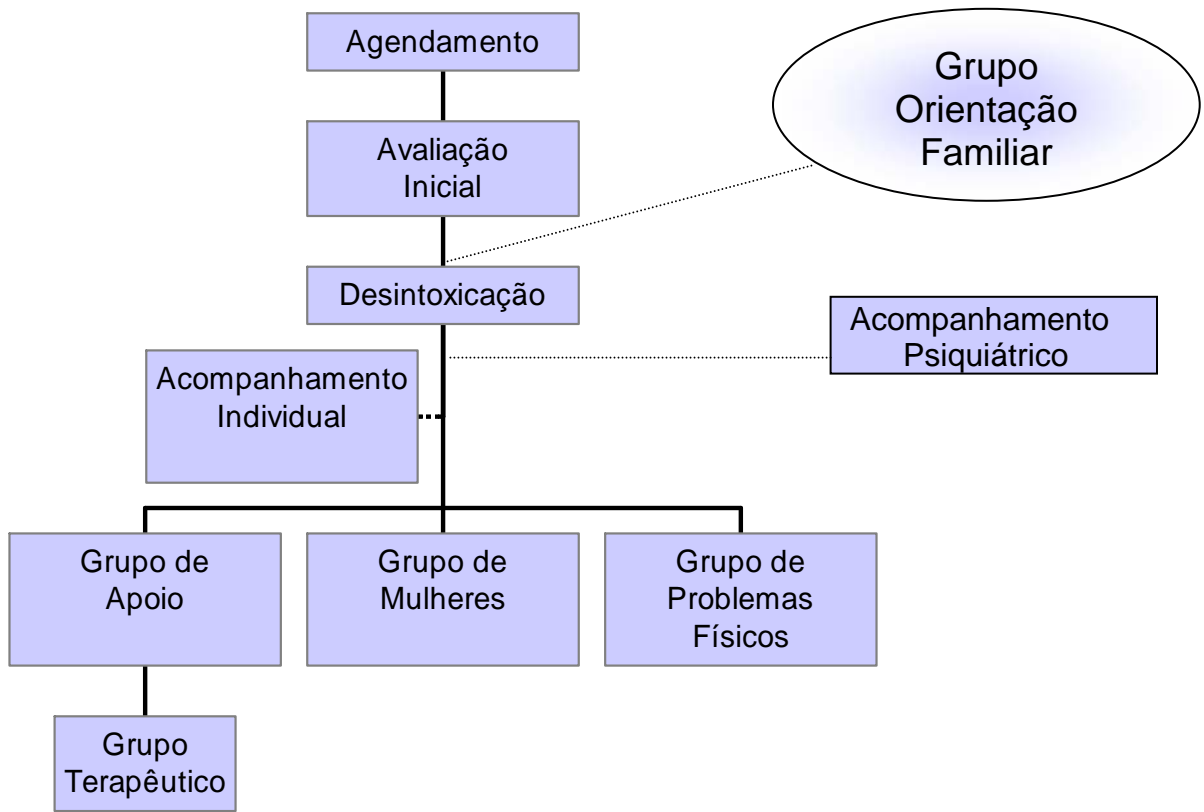 Agendamento
Grupo
Orientação
Familiar
Avaliação
Inicial
Desintoxicação
Acompanhamento
Psiquiátrico
Acompanhamento
Individual
Grupo de
Apoio
Grupo de
Mulheres
Grupo de
Problemas
Físicos
Grupo
Terapêutico